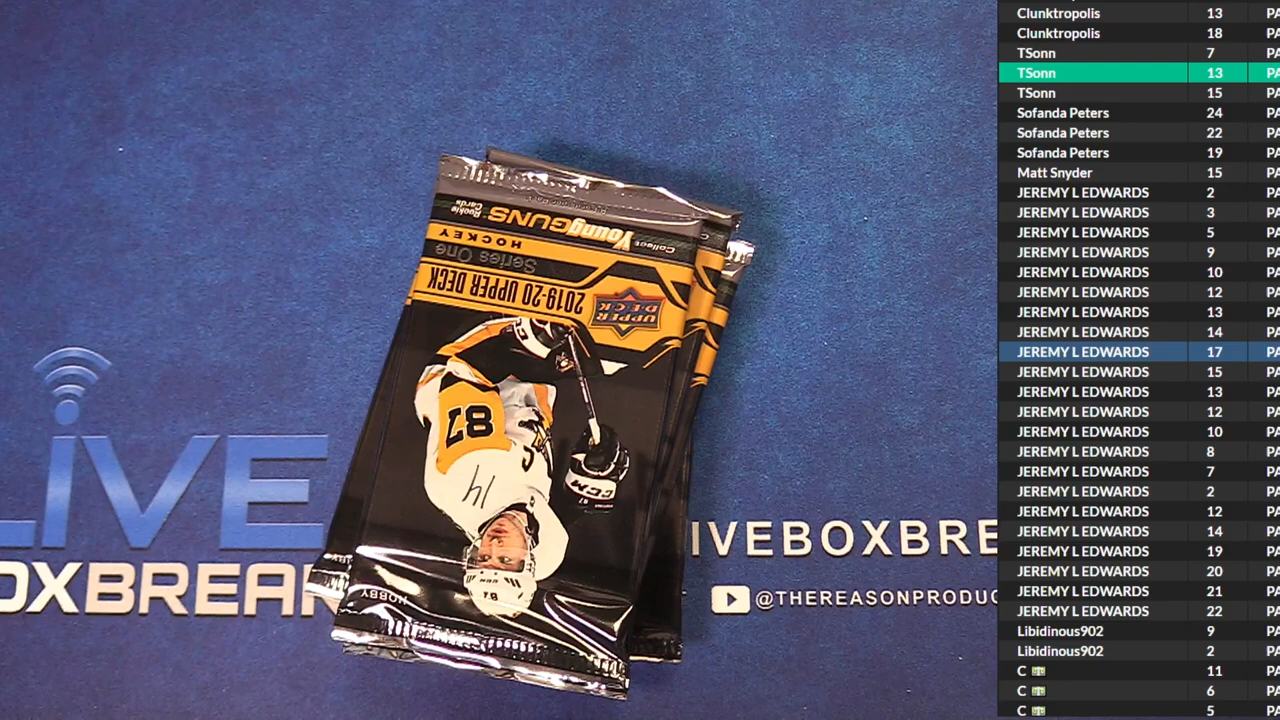 Rookie
Cards
YoungGUNS
Collect
HOCKEY
Series One
2019-20 UPPER DECK
UPPER
DECK
87
C
14
CCM
HOBBY
LIVE
OXBREA
IVEBOXBRE
@THEREASONPRODUC
Clunktropolis 13 PA
Clunktropolis 18 PA
TSonn 7 PA
TSonn 13 PA
TSonn 15 PA
Sofanda Peters 24 PA
Sofanda Peters 22 PA
Sofanda Peters 19 PA
Matt Snyder 15 PA
JEREMY L EDWARDS 2 PA
JEREMY L EDWARDS 3 PA
JEREMY L EDWARDS 5 PA
JEREMY L EDWARDS 9 PA
JEREMY L EDWARDS 10 PA
JEREMY L EDWARDS 12 PA
JEREMY L EDWARDS 13 PA
JEREMY L EDWARDS 14 PA
JEREMY L EDWARDS 17 PA
JEREMY L EDWARDS 15 PA
JEREMY L EDWARDS 13 PA
JEREMY L EDWARDS 12 PA
JEREMY L EDWARDS 10 PA
JEREMY L EDWARDS 8 PA
JEREMY L EDWARDS 7 PA
JEREMY L EDWARDS 2 PA
JEREMY L EDWARDS 12 PA
JEREMY L EDWARDS 14 PA
JEREMY L EDWARDS 19 PA
JEREMY L EDWARDS 20 PA
JEREMY L EDWARDS 21 PA
JEREMY L EDWARDS 22 PA
Libidinous902 9 PA
Libidinous902 2 PA
C 11 PA
C 6 PA
C 5 PA